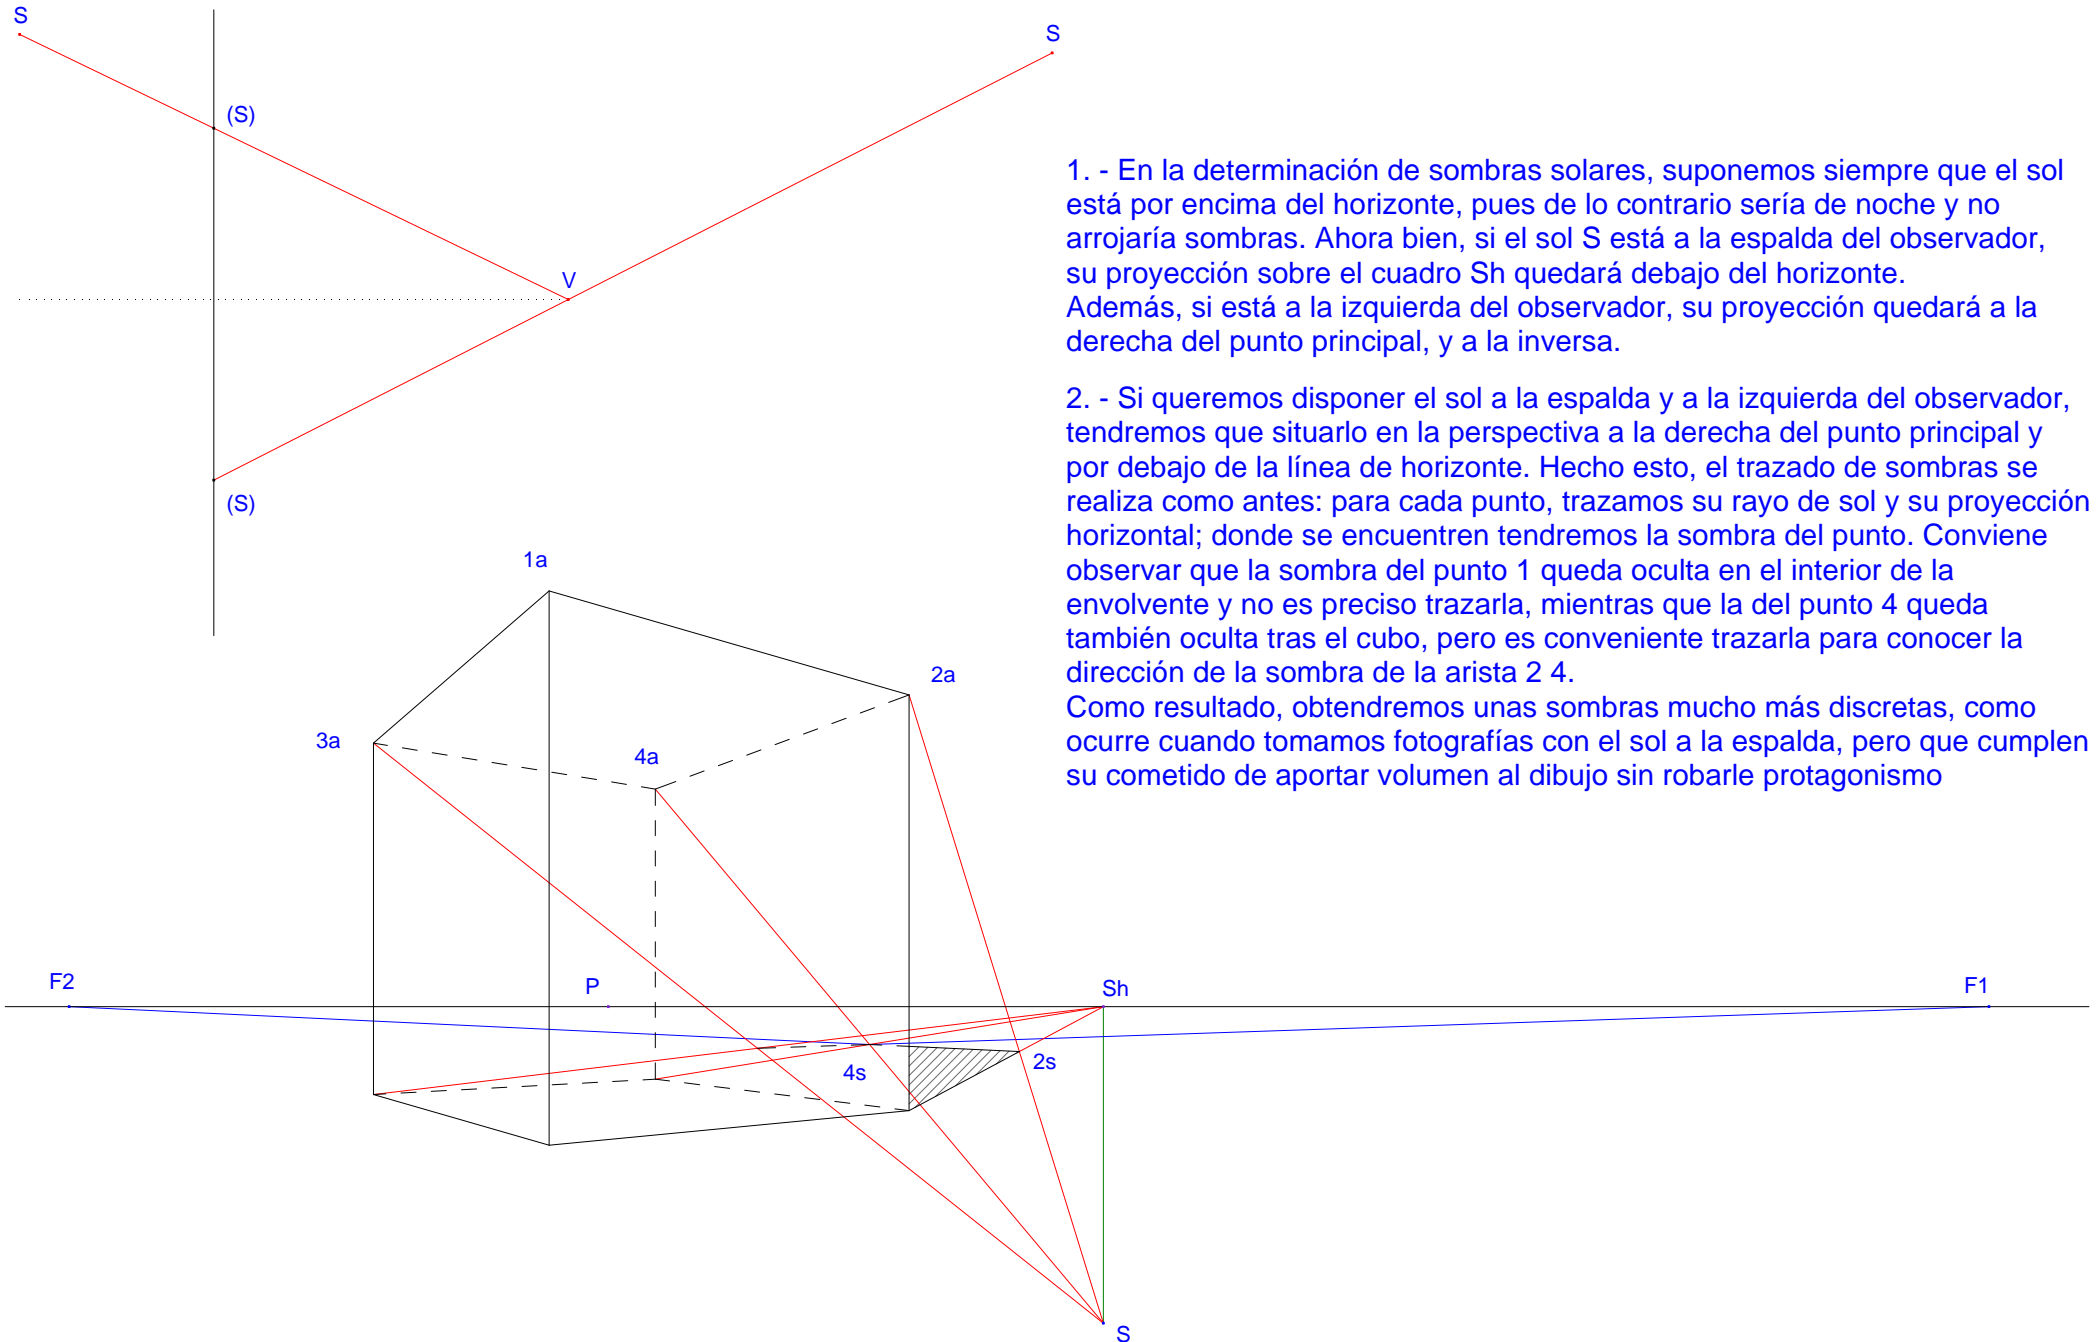 S
S
(S)
V
(S)
1. - En la determinación de sombras solares, suponemos siempre que el sol
está por encima del horizonte, pues de lo contrario sería de noche y no
arrojaría sombras. Ahora bien, si el sol S está a la espalda del observador,
su proyección sobre el cuadro Sh quedará debajo del horizonte.
Además, si está a la izquierda del observador, su proyección quedará a la
derecha del punto principal, y a la inversa.
2. - Si queremos disponer el sol a la espalda y a la izquierda del observador,
tendremos que situarlo en la perspectiva a la derecha del punto principal y
por debajo de la línea de horizonte. Hecho esto, el trazado de sombras se
realiza como antes: para cada punto, trazamos su rayo de sol y su proyección
horizontal; donde se encuentren tendremos la sombra del punto. Conviene
observar que la sombra del punto 1 queda oculta en el interior de la
envolvente y no es preciso trazarla, mientras que la del punto 4 queda
también oculta tras el cubo, pero es conveniente trazarla para conocer la
dirección de la sombra de la arista 2 4.
Como resultado, obtendremos unas sombras mucho más discretas, como
ocurre cuando tomamos fotografías con el sol a la espalda, pero que cumplen
su cometido de aportar volumen al dibujo sin robarle protagonismo
1a
2a
3a
4a
F2
P
Sh
F1
4s
2s
S